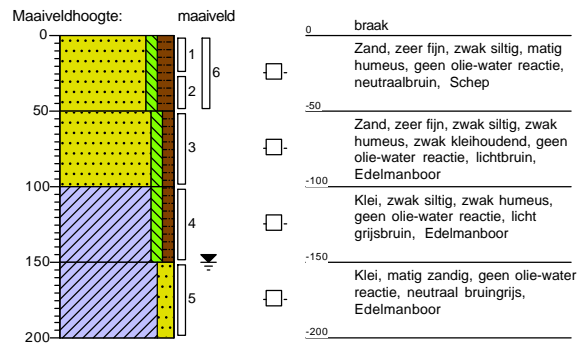 Maaiveldhoogte: maaiveld
0
50
100
150
200
1
2
3
4
5
6
0 braak
Zand, zeer fijn, zwak siltig, matig
humeus, geen olie-water reactie,
neutraalbruin, Schep
-50
Zand, zeer fijn, zwak siltig, zwak
humeus, zwak kleihoudend, geen
olie-water reactie, lichtbruin,
Edelmanboor
-100
Klei, zwak siltig, zwak humeus,
geen olie-water reactie, licht
grijsbruin, Edelmanboor
-150
Klei, matig zandig, geen olie-water
reactie, neutraal bruingrijs,
Edelmanboor
-200